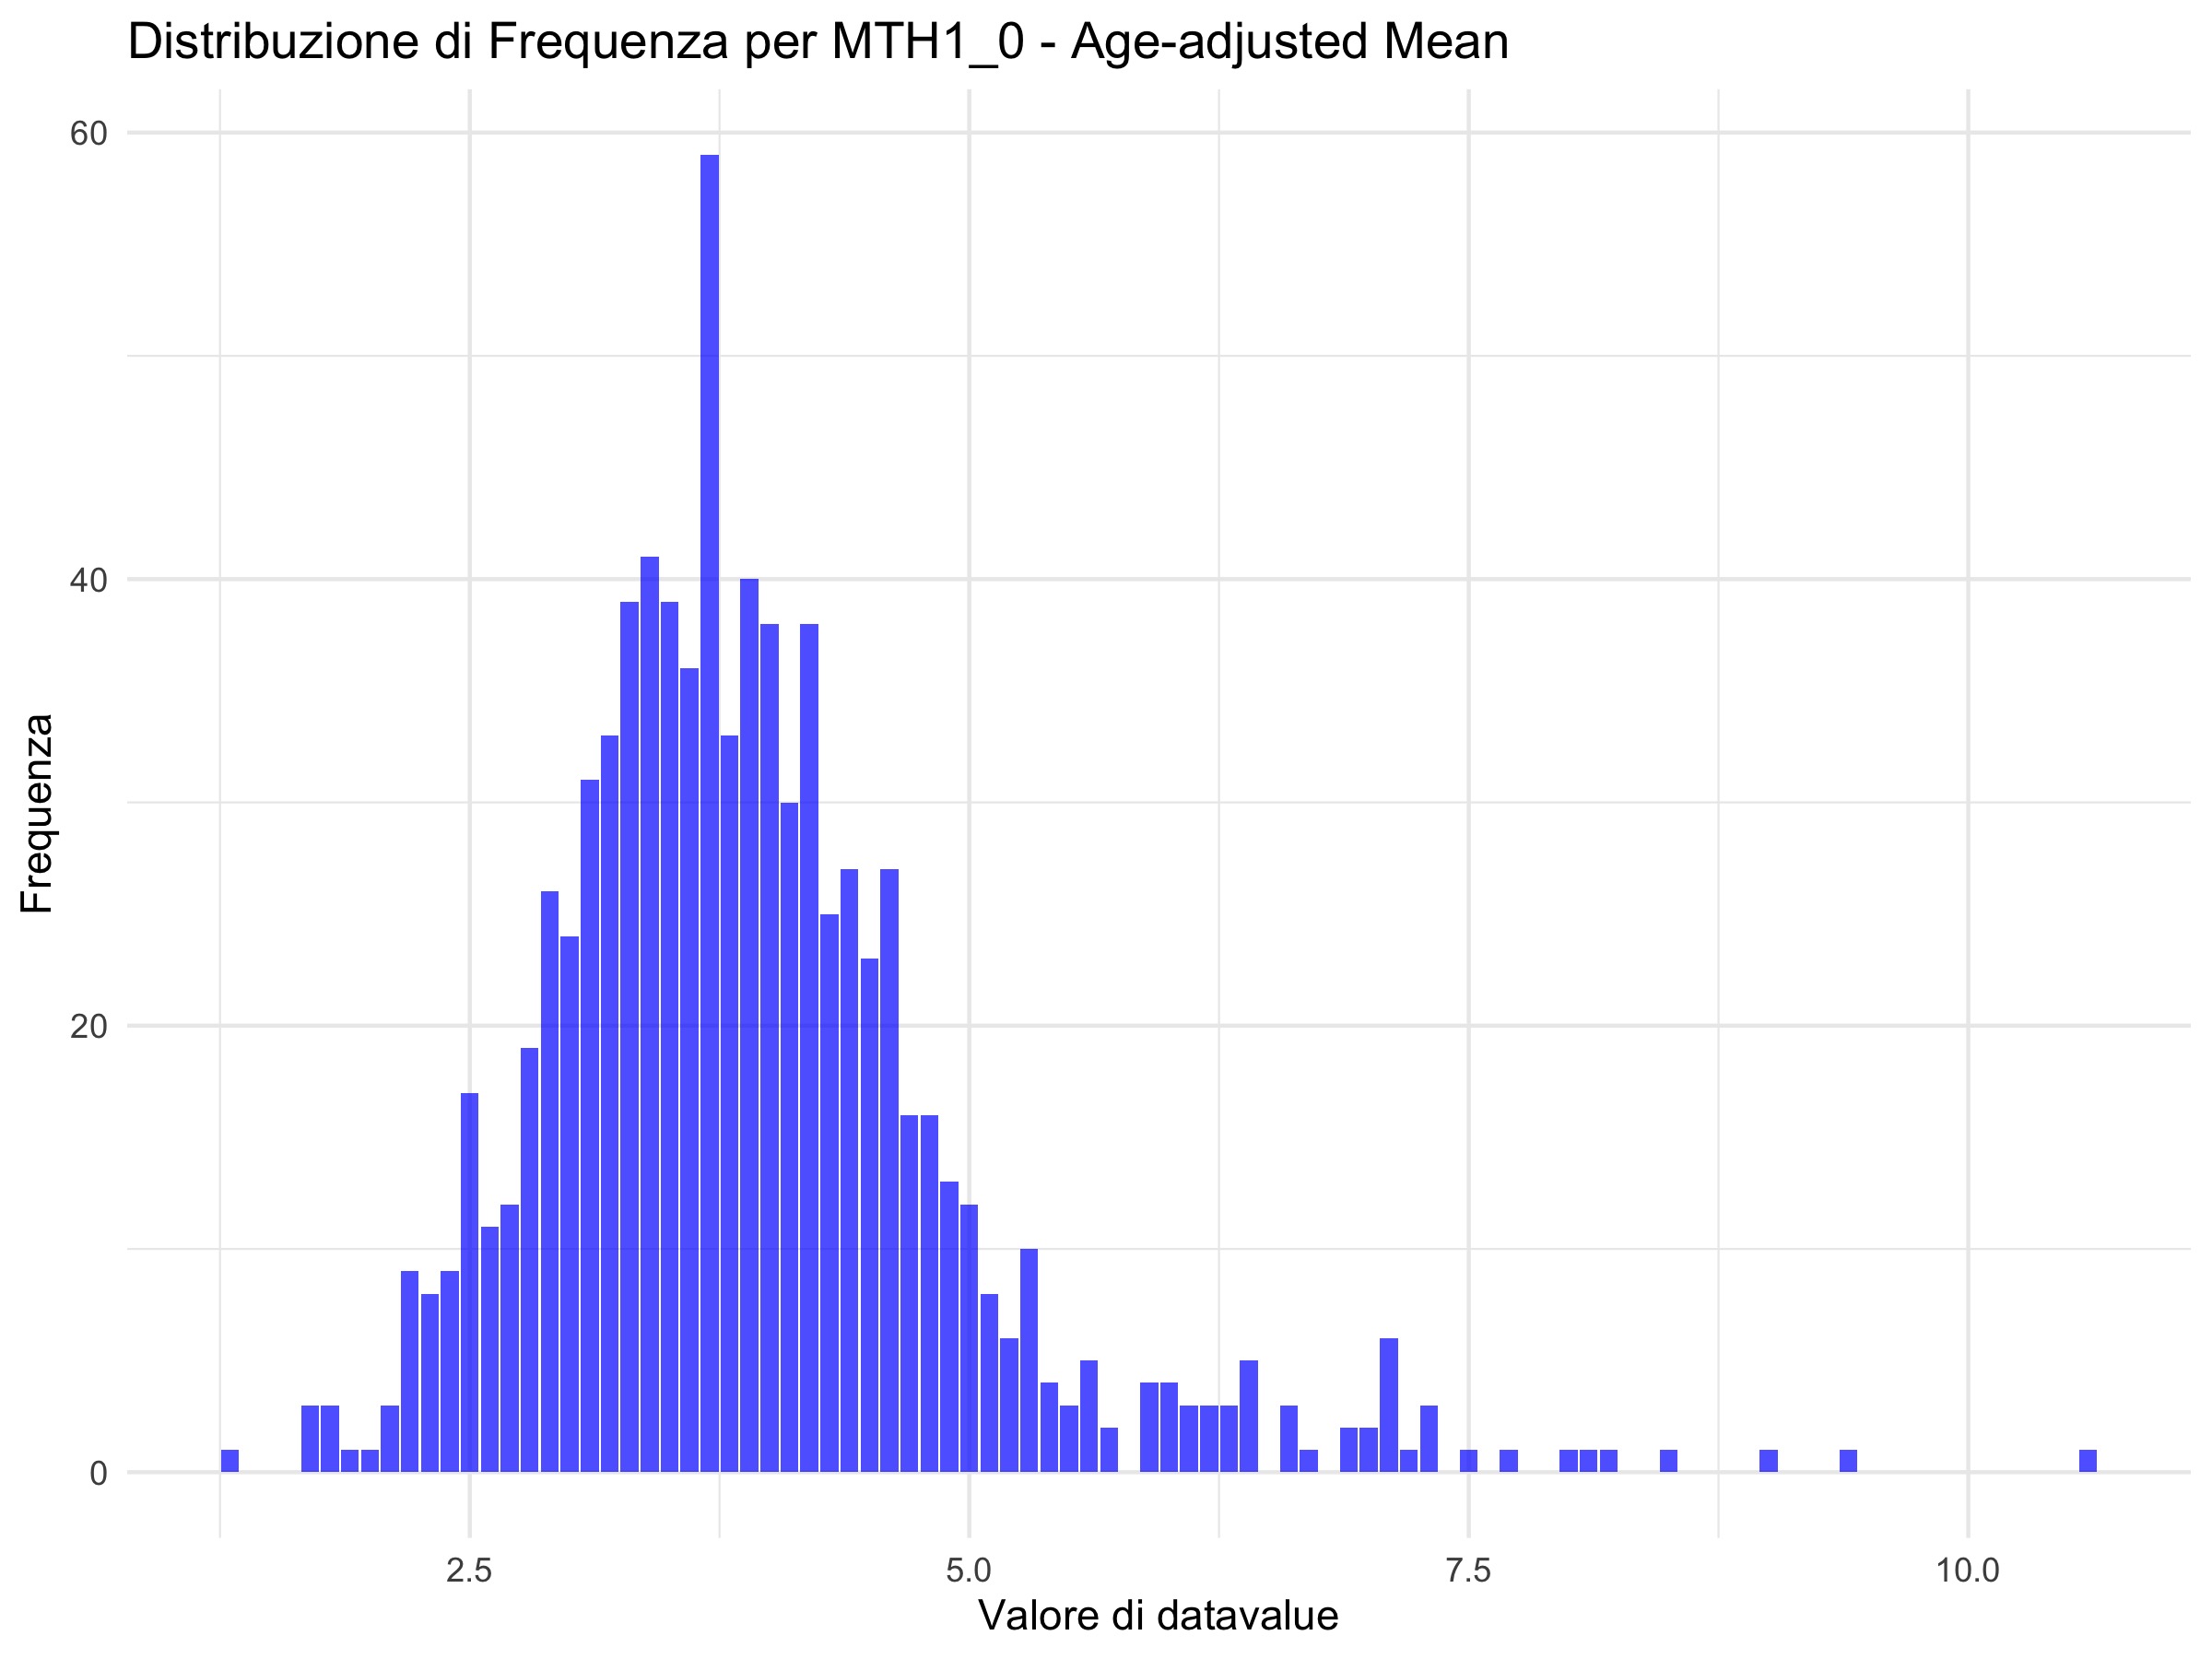 Distribuzione di Frequenza per MTH1_0 - Age-adjusted Mean
60
40
20
0
Frequenza
2.5 5.0 7.5 10.0
Valore di datavalue